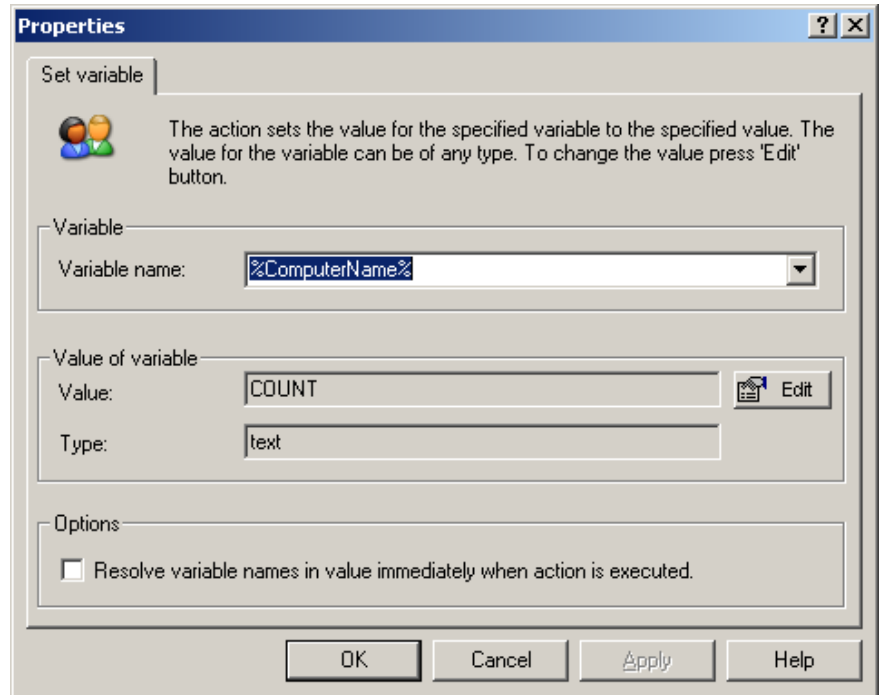 Properties
Set variable
The action sets the value for the specified variable to the specified value. The
value for the variable can be of any type. To change the value press 'Edit'
button.
Variable
Variable name: %ComputerName%
Value of variable
Value: COUNT Edit
Type: text
Options
Resolve variable names in value immediately when action is executed.
OK Cancel Apply Help